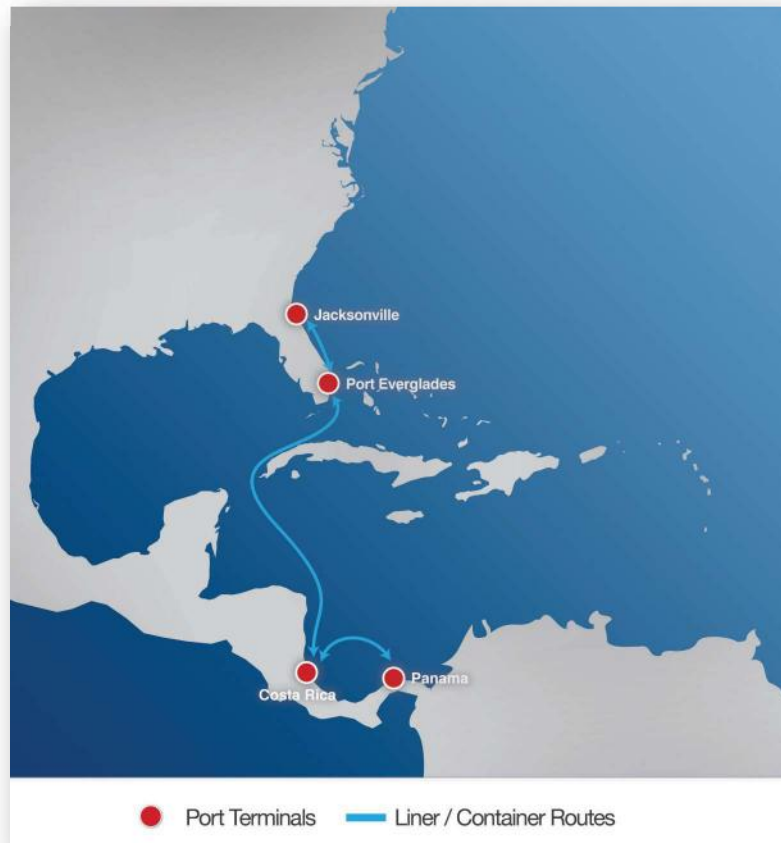 Jacksonville
Port Everglades
Costa Rica
Panama
Port Terminals
Liner / Container Routes